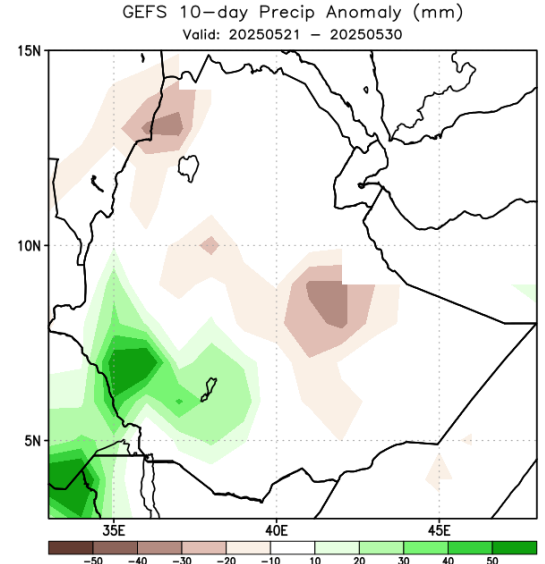 GEFS 10-day Precip Anomaly (mm)
Valid: 20250521 - 20250530
15N
10N
5N
35E 40E 45E
-50 -40 -30 -20 -10 10 20 30 40 50